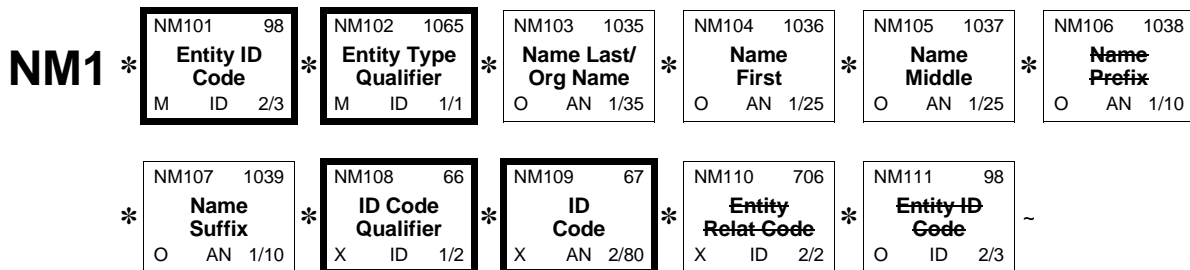 NM101 98 NM102 1065 NM103 1035 NM104 1036 NM105 1037 NM106 1038
NM1 * Entity ID Code * Entity Type Qualifier * Name Last/ Org Name * Name First * Name Middle * Name Prefix
M ID 2/3 M ID 1/1 O AN 1/35 O AN 1/25 O AN 1/25 O AN 1/10
NM107 1039 NM108 66 NM109 67 NM110 706 NM111 98
* Name Suffix * ID Code Qualifier * ID Code * Entity Relat Code * Entity ID Code ~
O AN 1/10 X ID 1/2 X AN 2/80 X ID 2/2 O ID 2/3